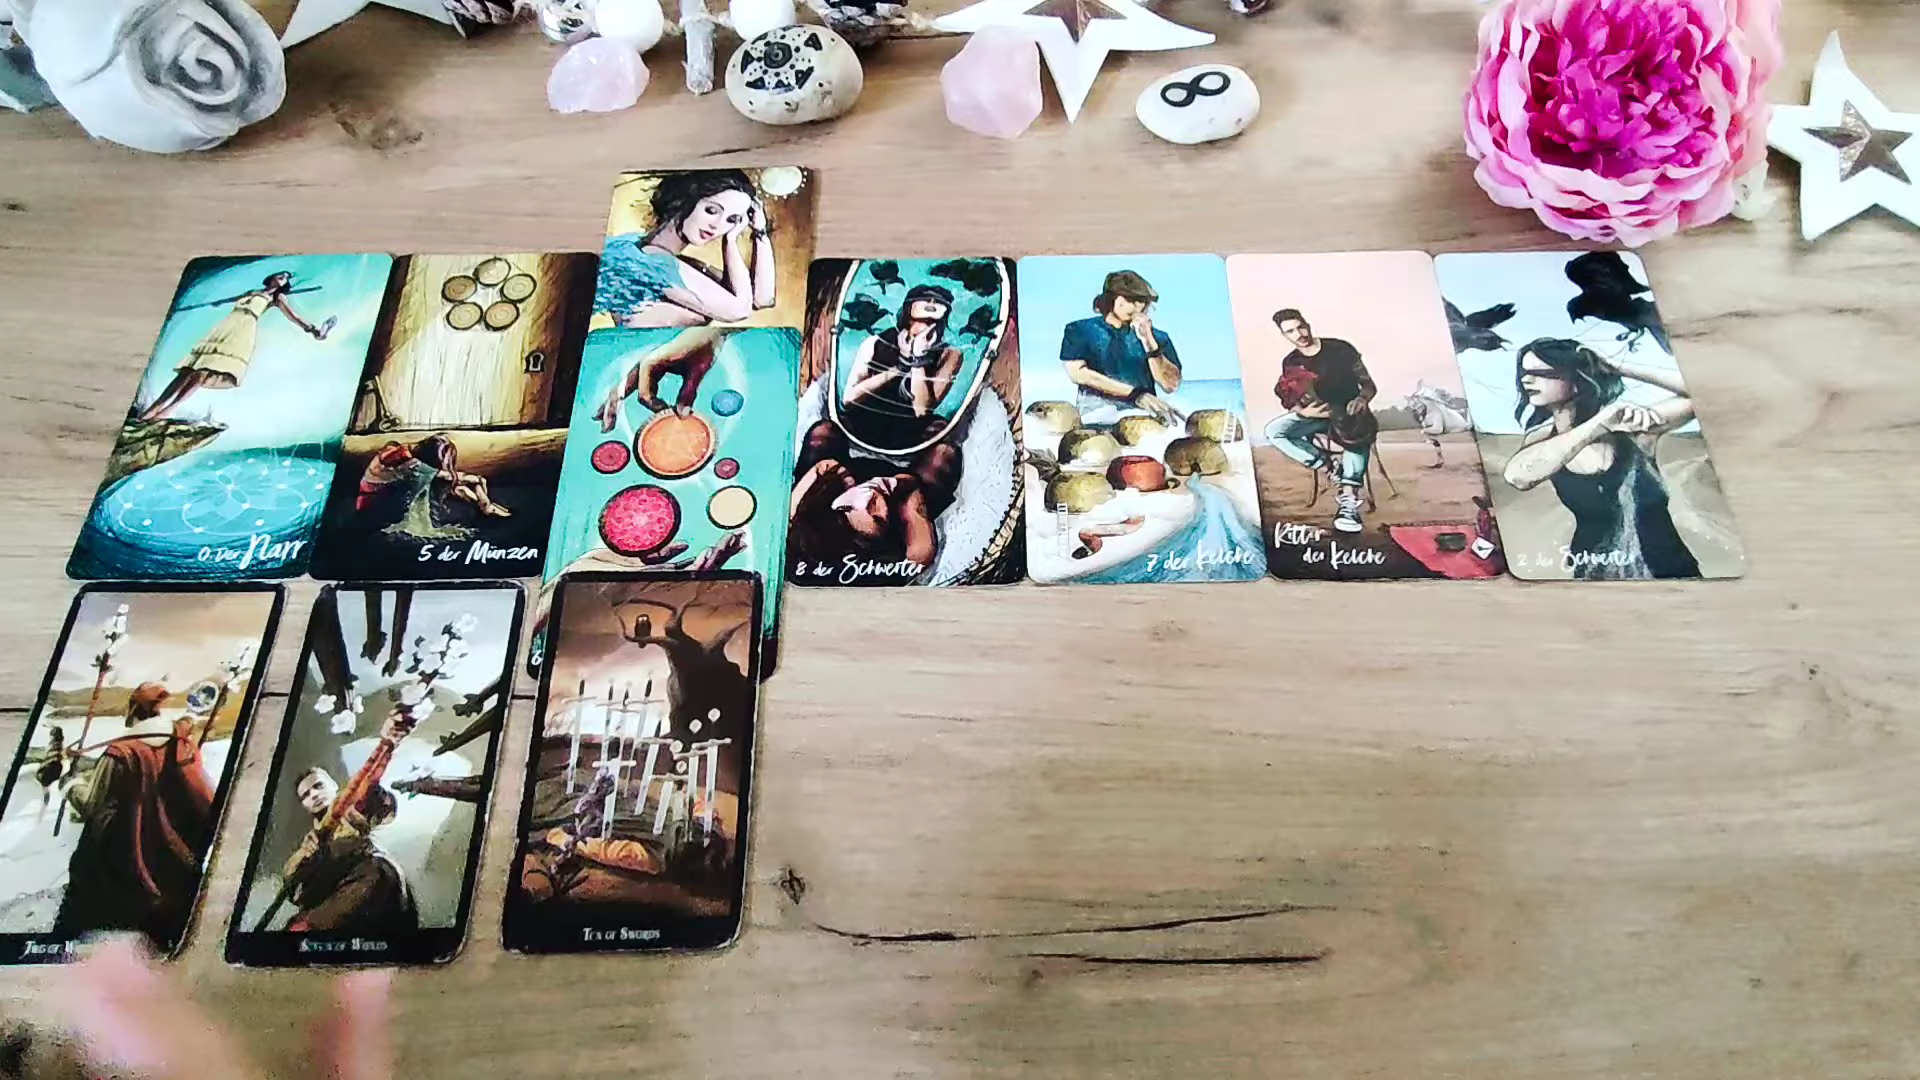 0. Der Narr
5 der Münzen
8 der Schwerter
7 der Kelche
Ritter
der Kelche
2 der Schwerter
6
Ten of Swords